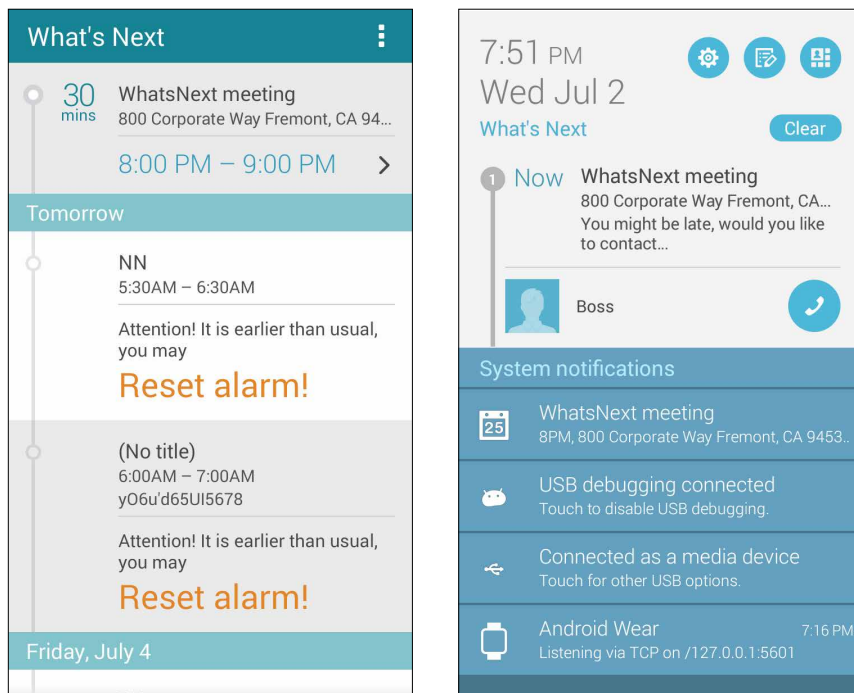 What's Next
30
mins
WhatsNext meeting
800 Corporate Way Fremont, CA 94...
8:00 PM – 9:00 PM
Tomorrow
NN
5:30AM – 6:30AM
Attention! It is earlier than usual,
you may
Reset alarm!
(No title)
6:00AM – 7:00AM
yO6u'd65UI5678
Attention! It is earlier than usual,
you may
Reset alarm!
Friday, July 4
7:51 PM
Wed Jul 2
What's Next
Clear
1
Now
WhatsNext meeting
800 Corporate Way Fremont, CA...
You might be late, would you like
to contact...
Boss
System notifications
25
WhatsNext meeting
8PM, 800 Corporate Way Fremont, CA 9453..
USB debugging connected
Touch to disable USB debugging.
Connected as a media device
Touch for other USB options.
Android Wear 7:16 PM
Listening via TCP on /127.0.0.1:5601